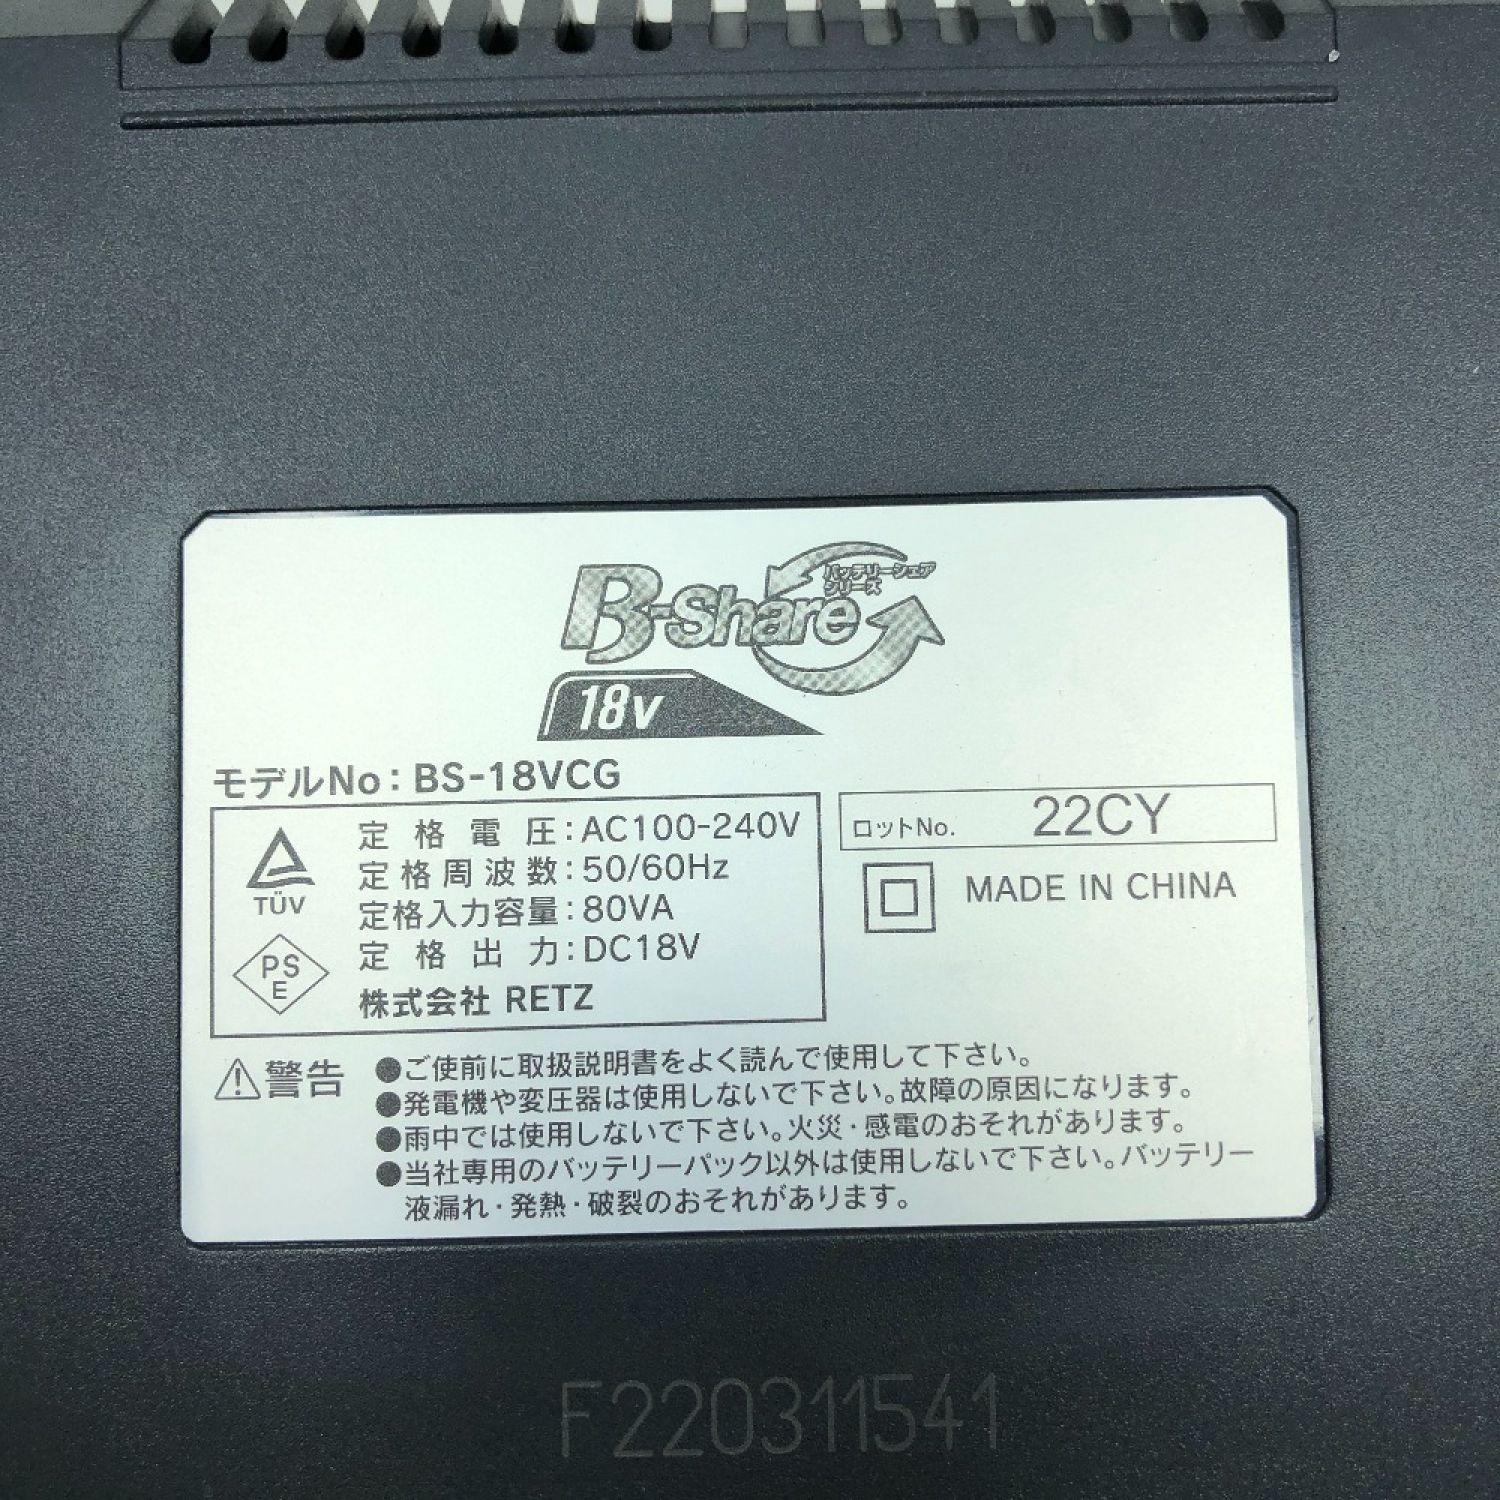 B-Share
バッテリーシェア
シリーズ
18V
モデルNo:BS-18VCG
定格電圧:AC100-240V
定格周波数:50/60Hz
定格入力容量:80VA
定格出力:DC18V
株式会社 RETZ
TÜV
PS
E
ロットNo. 22CY
MADE IN CHINA
警告
●ご使前に取扱説明書をよく読んで使用して下さい。
●発電機や変圧器は使用しないで下さい。故障の原因になります。
●雨中では使用しないで下さい。火災・感電のおそれがあります。
●当社専用のバッテリーパック以外は使用しないで下さい。バッテリー
液漏れ・発熱・破裂のおそれがあります。
F220311541